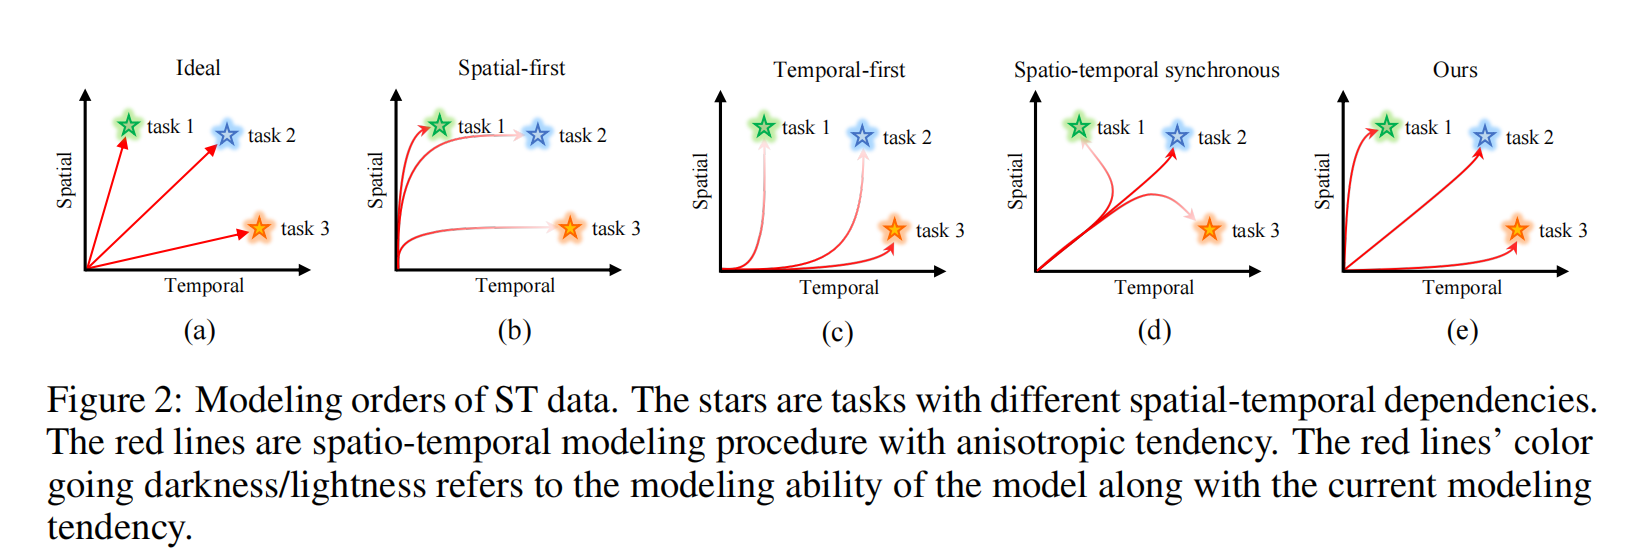 Ideal
Spatial-first
Temporal-first
Spatio-temporal synchronous
Ours
Spatial
task 1
task 2
task 3
Temporal
Spatial
task 1
task 2
task 3
Temporal
Spatial
task 1
task 2
task 3
Temporal
Spatial
task 1
task 2
task 3
Temporal
Spatial
task 1
task 2
task 3
Temporal
(a)
(b)
(c)
(d)
(e)
Figure 2: Modeling orders of ST data. The stars are tasks with different spatial-temporal dependencies.
The red lines are spatio-temporal modeling procedure with anisotropic tendency. The red lines’ color
going darkness/lightness refers to the modeling ability of the model along with the current modeling
tendency.